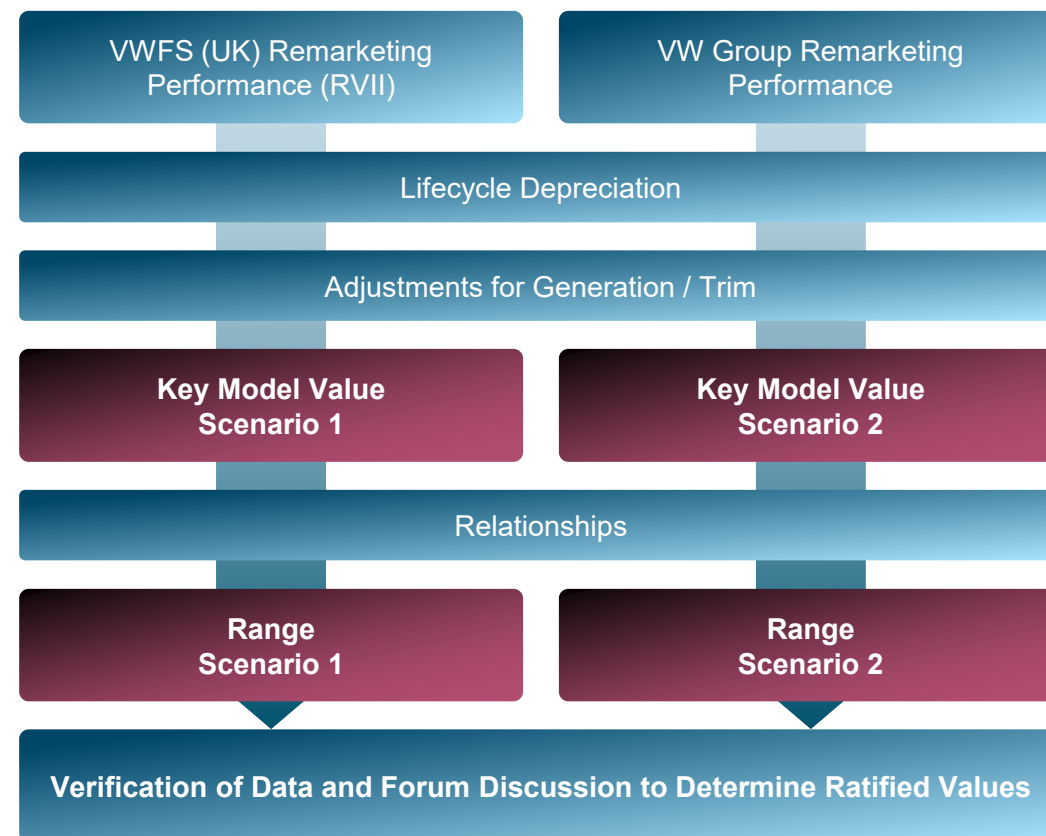 VWFS (UK) Remarketing
Performance (RVII)
VW Group Remarketing
Performance
Lifecycle Depreciation
Adjustments for Generation / Trim
Key Model Value
Scenario 1
Key Model Value
Scenario 2
Relationships
Range
Scenario 1
Range
Scenario 2
Verification of Data and Forum Discussion to Determine Ratified Values